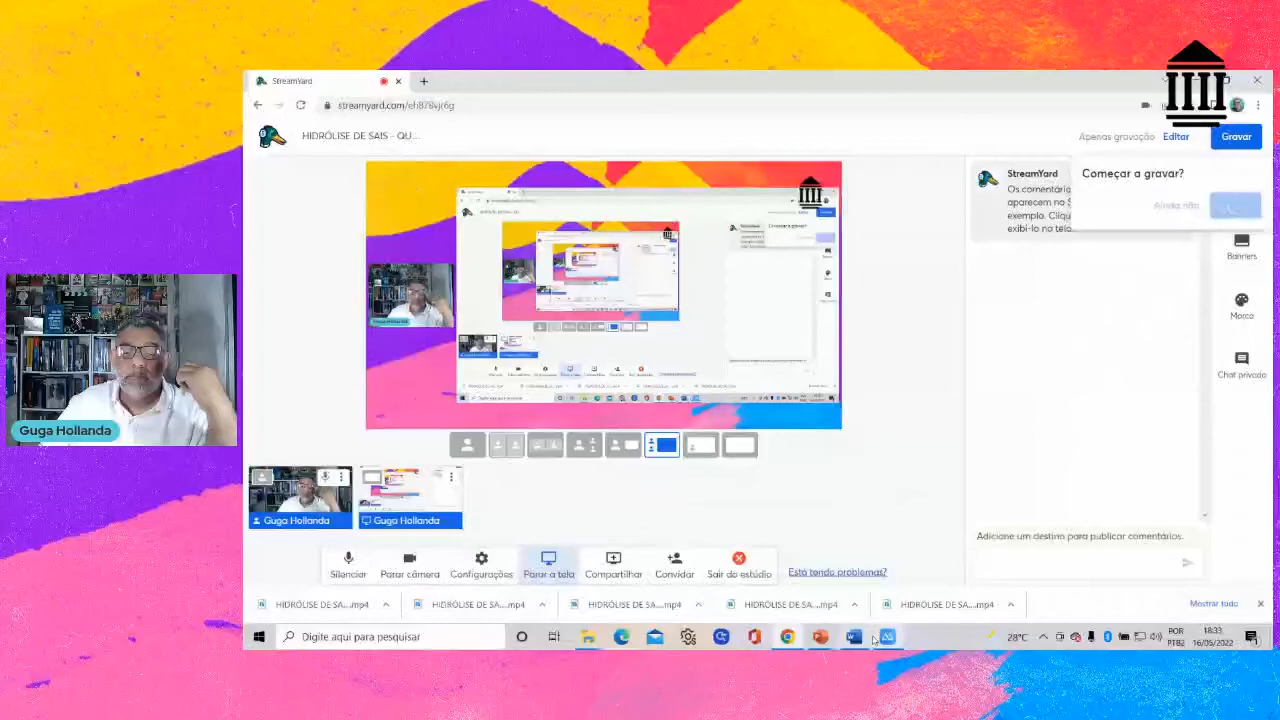 StreamYard
streamyard.com/eh878vjr6g
HIDRÓLISE DE SAIS - QU...
Apenas gravação
Editar
Gravar
StreamYard
Os comentário
aparecem no S
exemplo. Cliqu
exibi-lo na tela
Começar a gravar?
Ainda não
Banners
Marca
Chat privado
Guga Hollanda
Guga Hollanda
Guga Hollanda
Adicione um destino para publicar comentários.
Silenciar
Parar câmera
Configurações
Parar a tela
Compartilhar
Convidar
Sair do estúdio
Está tendo problemas?
HIDRÓLISE DE SA....mp4
HIDRÓLISE DE SA....mp4
HIDRÓLISE DE SA....mp4
HIDRÓLISE DE SA....mp4
HIDRÓLISE DE SA....mp4
Mostrar todo
Digite aqui para pesquisar
28°C
POR
PTB2
18:33
16/05/2022